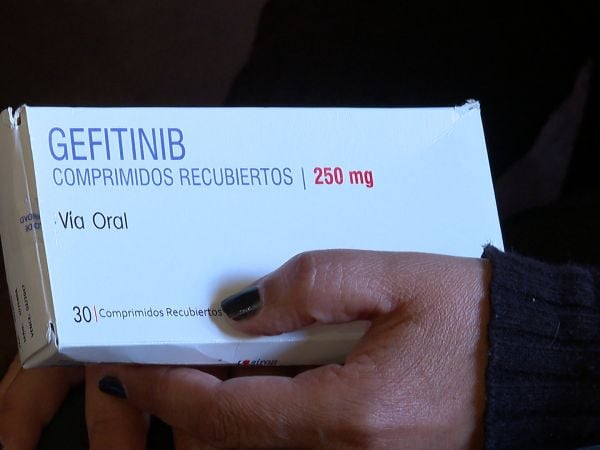 GEFITINIB
COMPRIMIDOS RECUBIERTOS | 250 mg
Vía Oral
30 | Comprimidos Recubiertos